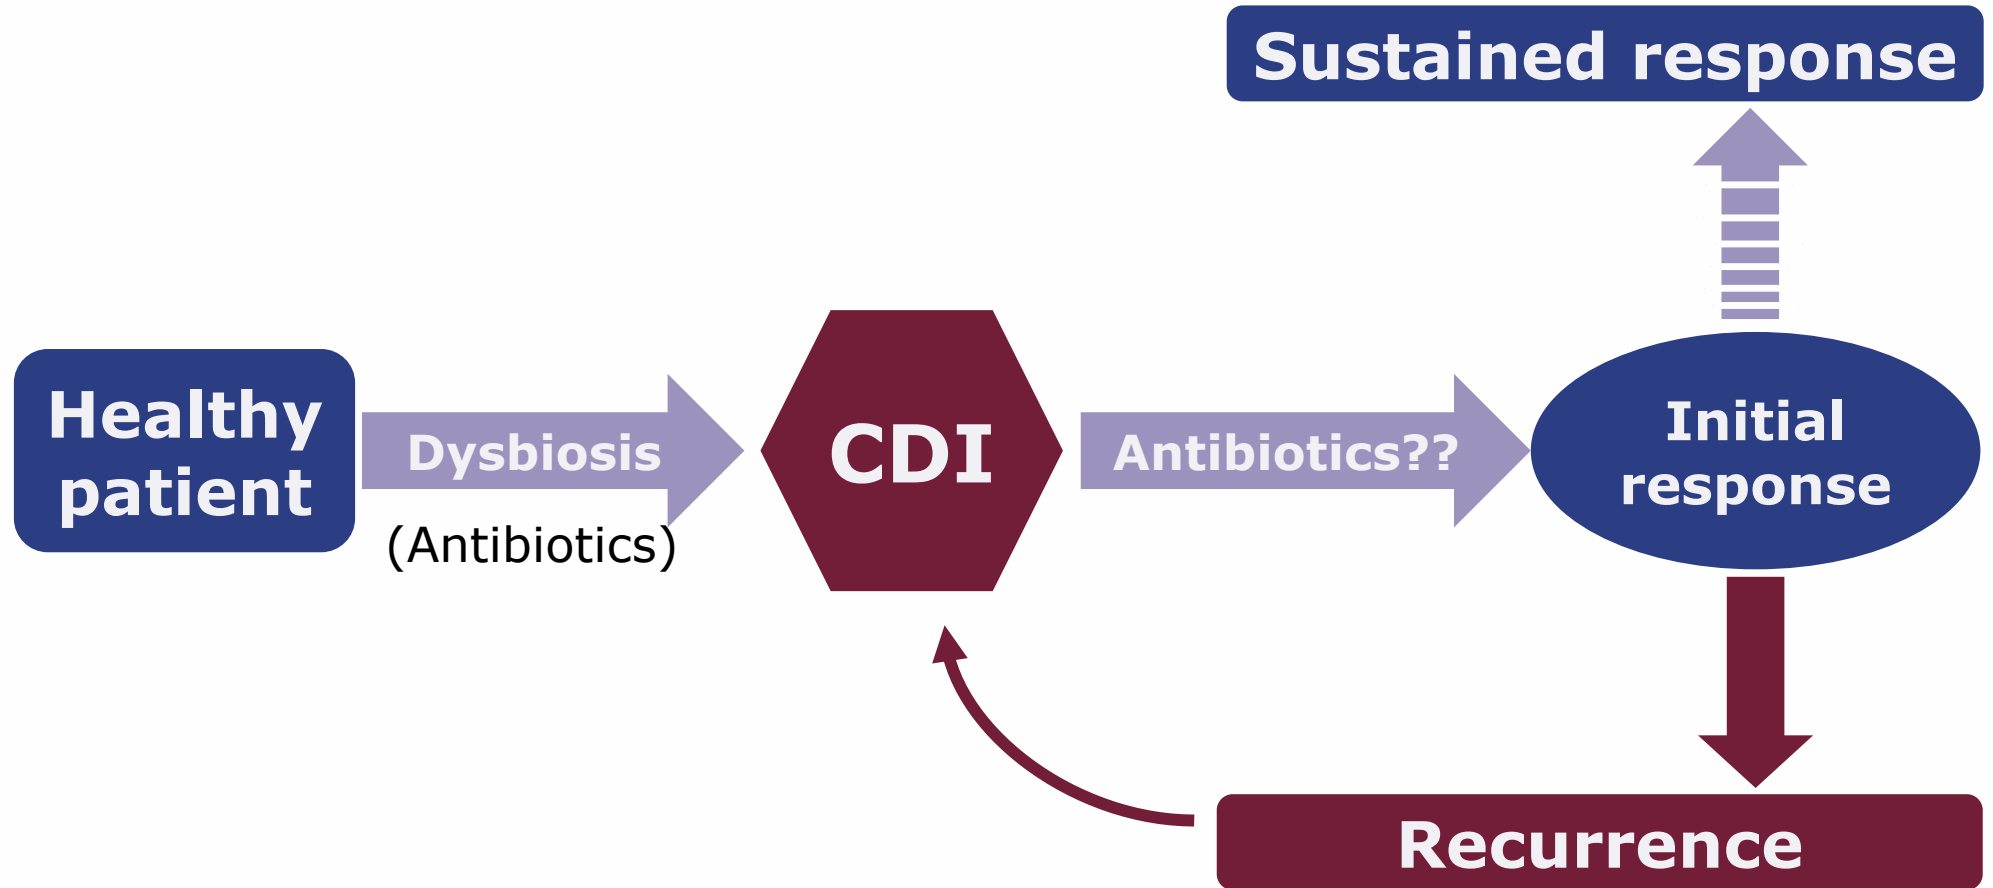 Sustained response
Healthy
patient
Dysbiosis
(Antibiotics)
CDI
Antibiotics??
Initial
response
Recurrence